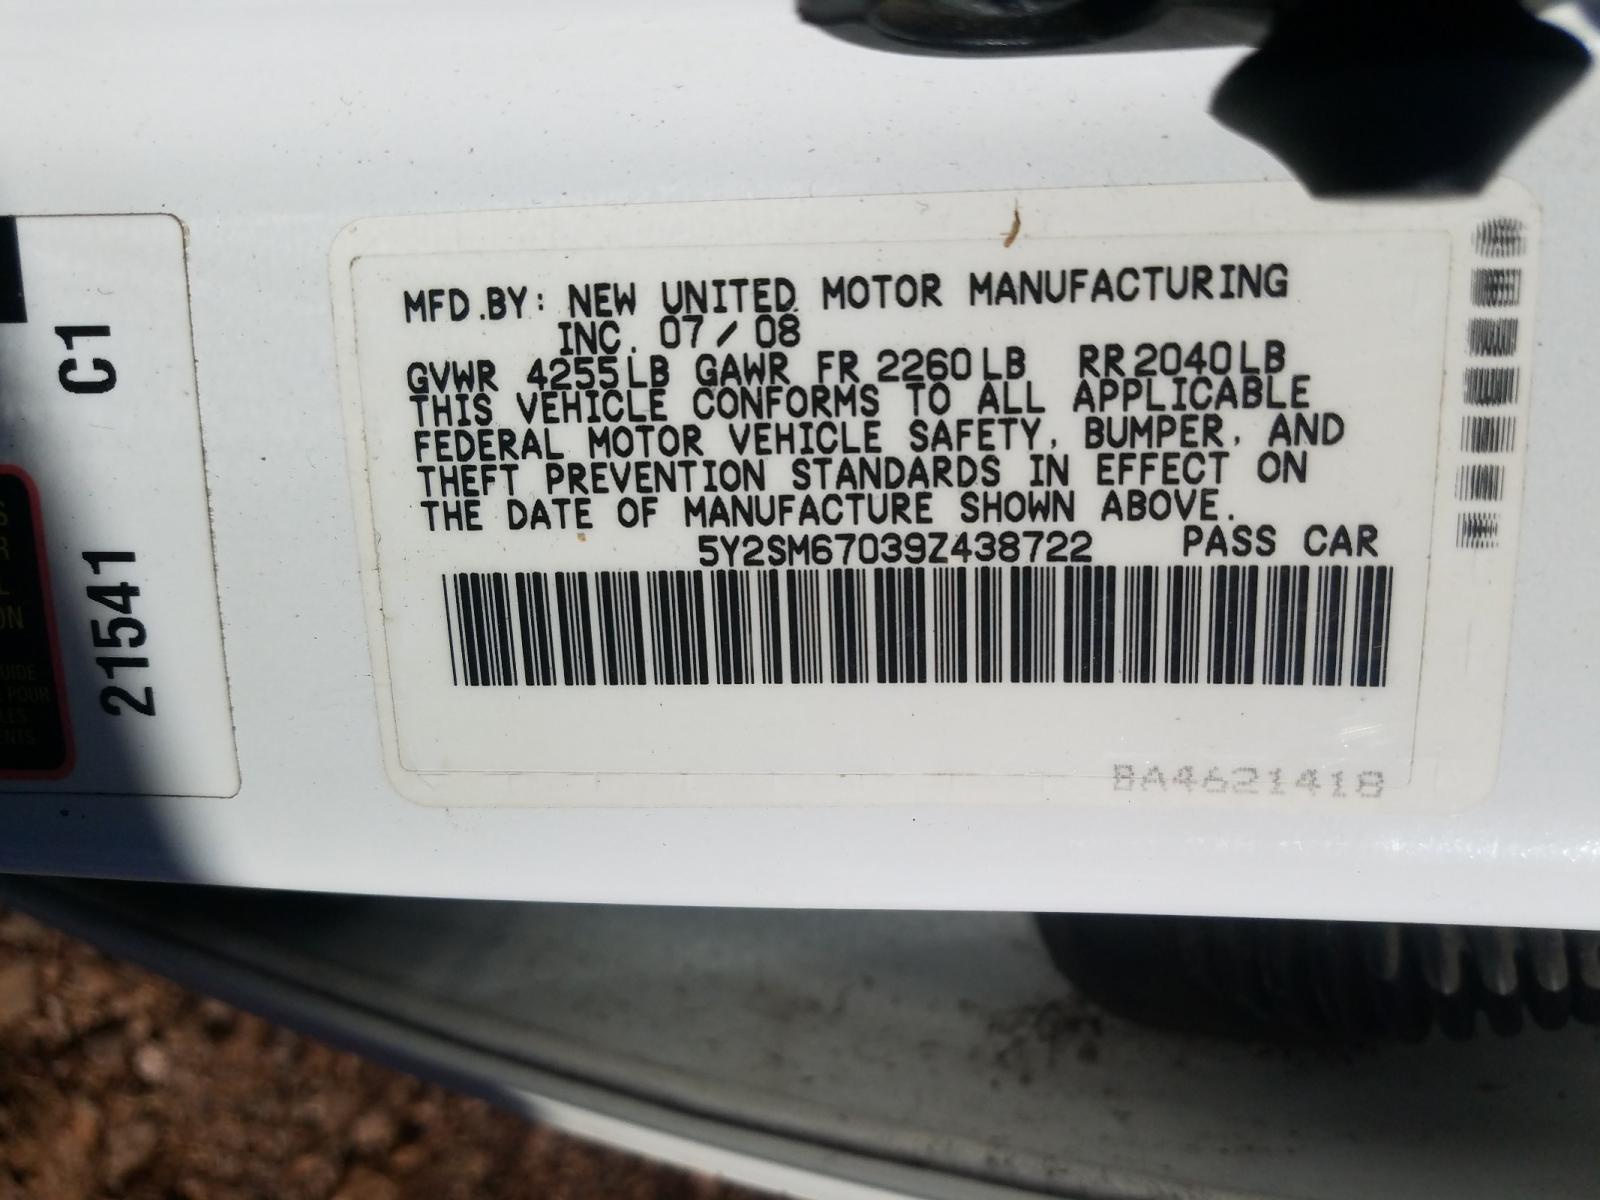 MFD.BY: NEW UNITED MOTOR MANUFACTURING
INC. 07/08
GVWR 4255LB GAWR FR 2260LB RR2040LB
THIS VEHICLE CONFORMS TO ALL APPLICABLE
FEDERAL MOTOR VEHICLE SAFETY, BUMPER, AND
THEFT PREVENTION STANDARDS IN EFFECT ON
THE DATE OF MANUFACTURE SHOWN ABOVE.
5Y2SM67039Z438722 PASS CAR
BA4621418
21541 C1
POUR